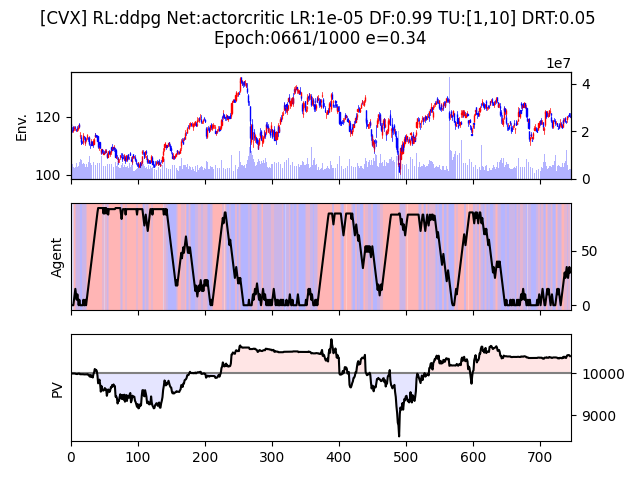 [CVX] RL:ddpg Net:actorcritic LR:1e-05 DF:0.99 TU:[1,10] DRT:0.05
Epoch:0661/1000 e=0.34
1e7
Env.
120
100
4
2
0
Agent
50
0
PV
10000
9000
0 100 200 300 400 500 600 700